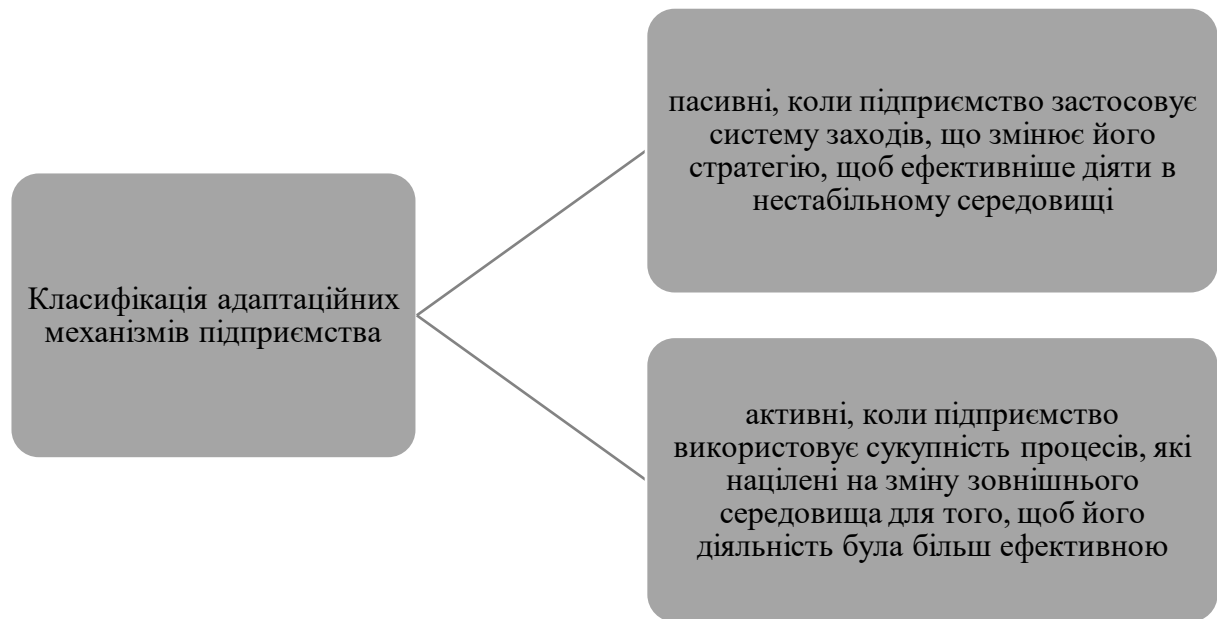 Класифікація адаптаційних
механізмів підприємства
пасивні, коли підприємство застосовує
систему заходів, що змінює його
стратегію, щоб ефективніше діяти в
нестабільному середовищі
активні, коли підприємство
використовує сукупність процесів, які
націлені на зміну зовнішнього
середовища для того, щоб його
діяльність була більш ефективною